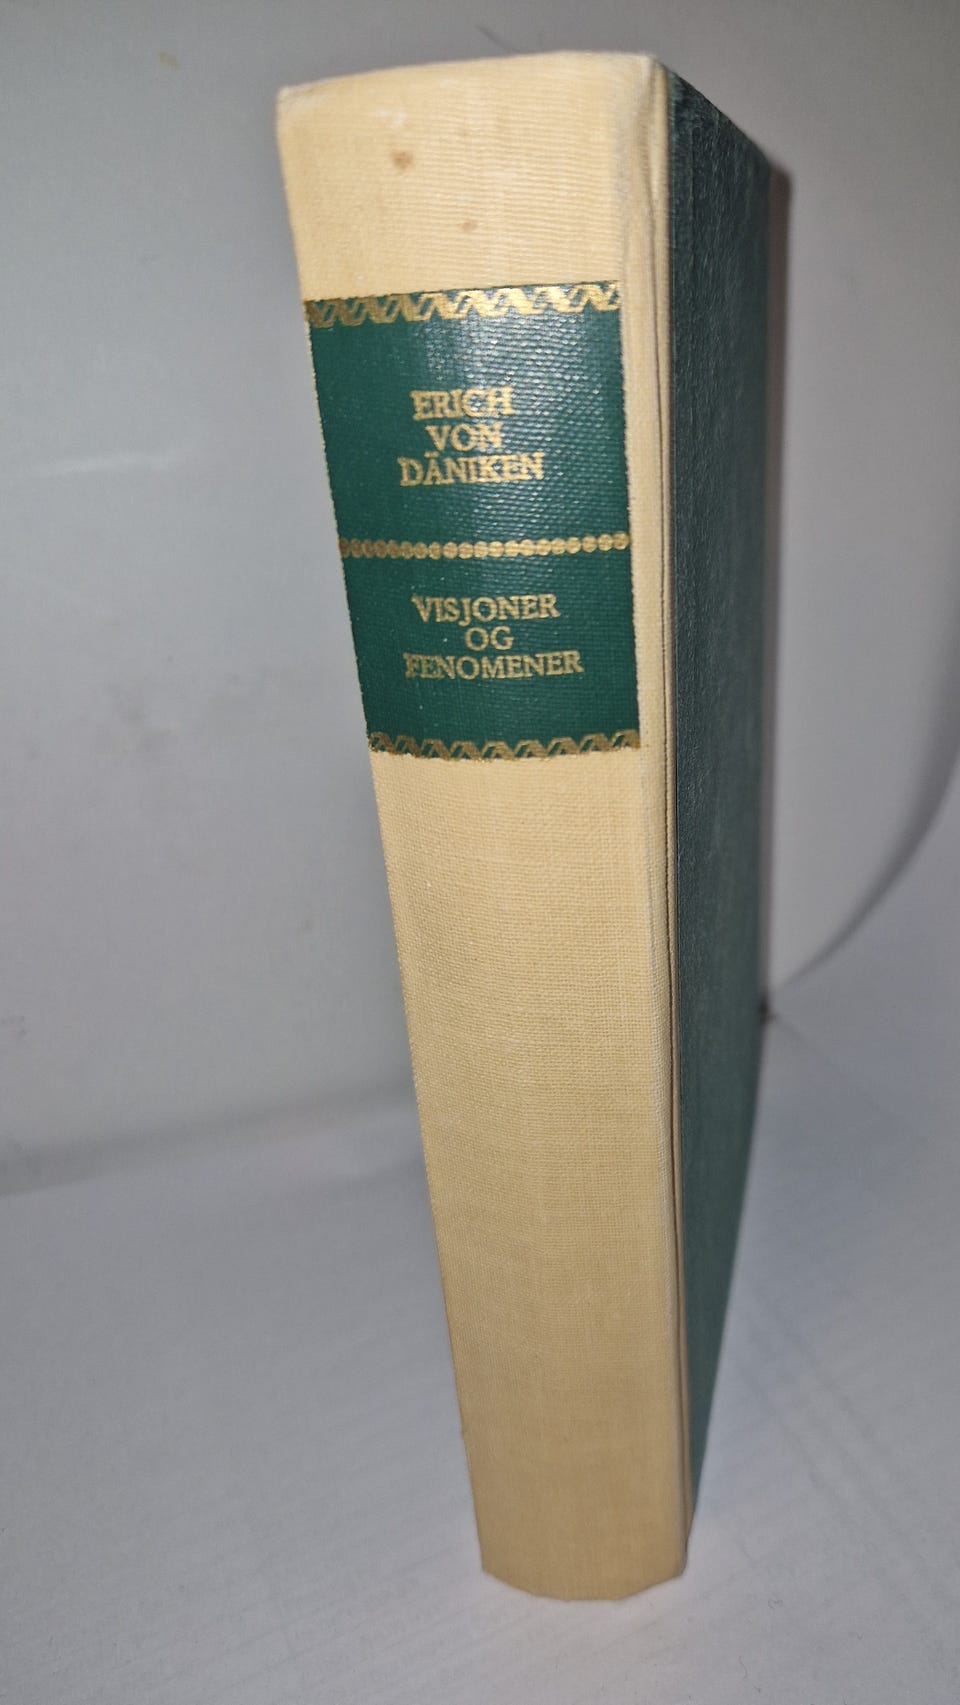 ERICH
VON
DÄNIKEN
VISJONER
OG
FENOMENER